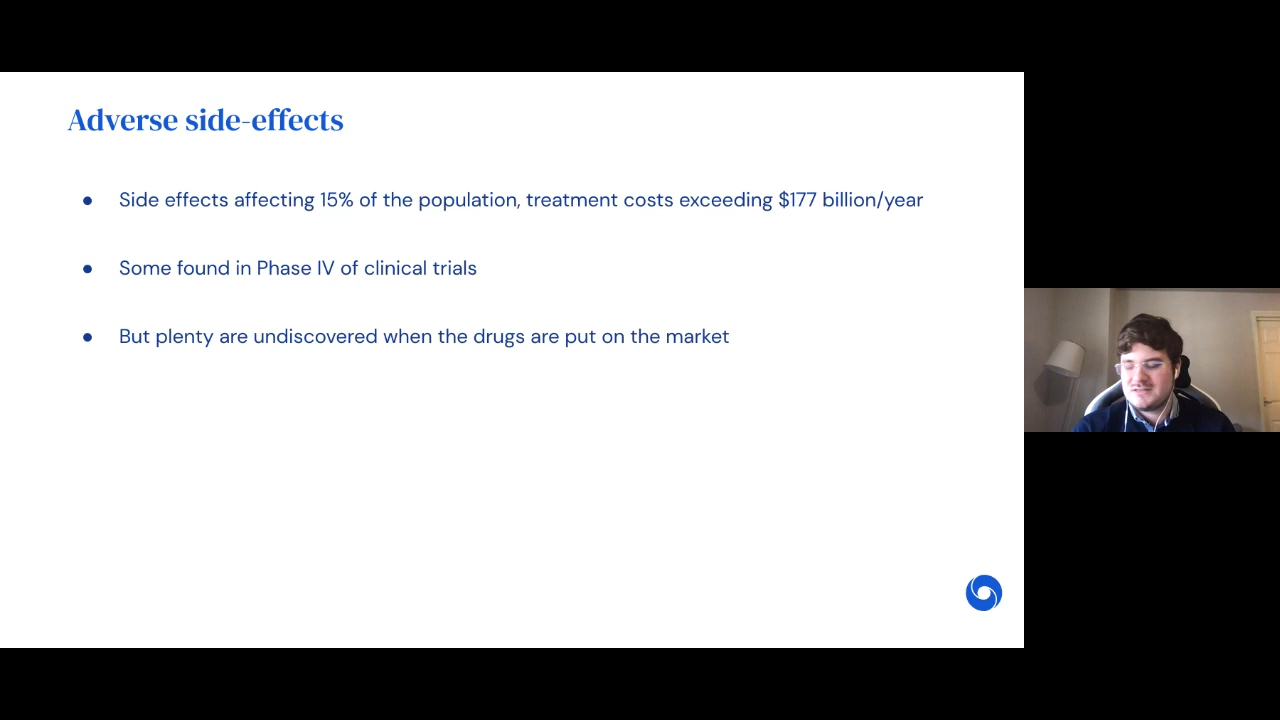 Adverse side-effects
● Side effects affecting 15% of the population, treatment costs exceeding $177 billion/year
● Some found in Phase IV of clinical trials
● But plenty are undiscovered when the drugs are put on the market